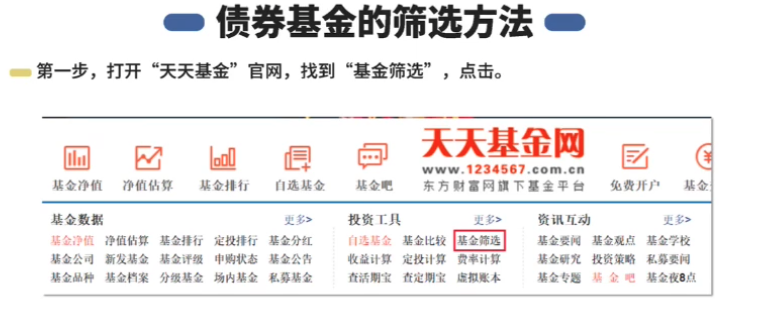 债券基金的筛选方法
第一步，打开“天天基金”官网，找到“基金筛选”，点击。
天天基金网
www.1234567.com.cn
东方财富网旗下基金平台
基金净值 净值估算 基金排行 自选基金 基金吧 免费开户 基金
基金数据 更多>
基金净值 净值估算 基金排行 定投排行 基金分红
基金公司 新发基金 基金评级 申购状态 基金公告
基金品种 基金档案 分级基金 场内基金 私募基金
投资工具 更多>
自选基金 基金比较 基金筛选
收益计算 定投计算 费率计算
查活期宝 查定期宝 虚拟账本
资讯互动 更多>
基金要闻 基金观点 基金学校
基金研究 投资策略 私募要闻
基金专题 基金吧 基金夜8点